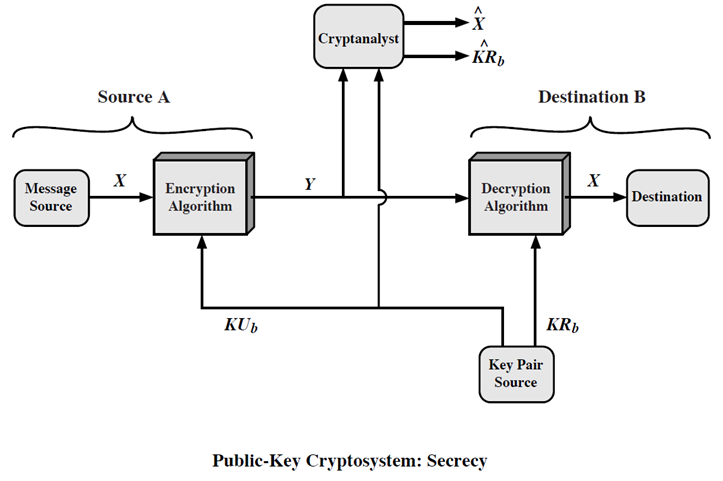 X̂
Cryptanalyst
K̂R_b
Source A
Destination B
Message
Source
X
Encryption
Algorithm
Y
Decryption
Algorithm
X
Destination
KU_b
KR_b
Key Pair
Source
Public-Key Cryptosystem: Secrecy